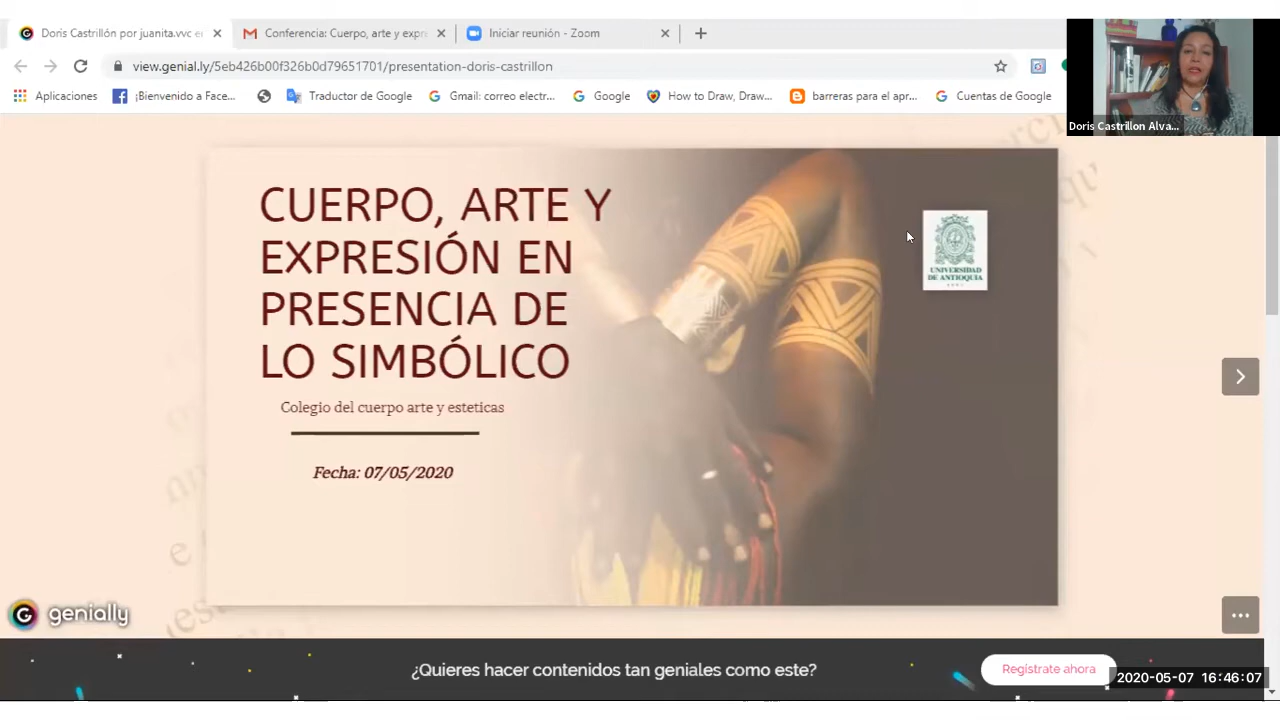 Doris Castrillón por juanita.vvc e
Conferencia: Cuerpo, arte y expr
Iniciar reunión - Zoom
view.genial.ly/5eb426b00f326b0d79651701/presentation-doris-castrillon
Aplicaciones
¡Bienvenido a Face...
Traductor de Google
Gmail: correo electr...
Google
How to Draw, Draw...
barreras para el apr...
Cuentas de Google
Doris Castrillon Alva...
CUERPO, ARTE Y
EXPRESIÓN EN
PRESENCIA DE
LO SIMBÓLICO
UNIVERSIDAD
DE ANTIOQUIA
Colegio del cuerpo arte y esteticas
Fecha: 07/05/2020
genially
¿Quieres hacer contenidos tan geniales como este?
Regístrate ahora
2020-05-07 16:46:07